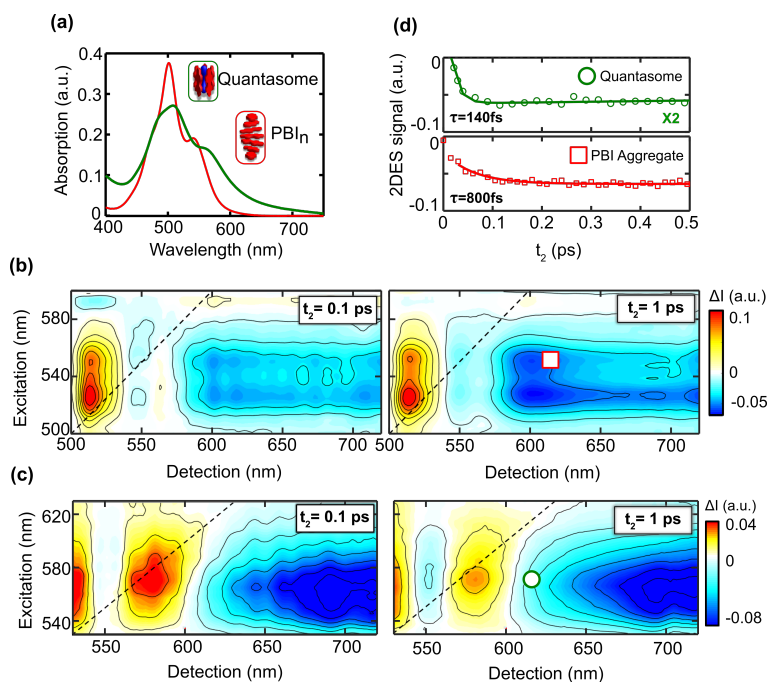 (a)
Absorption (a.u.)
0.4
0.3
0.2
0.1
0
400 500 600 700
Wavelength (nm)
Quantasome
PBIn
(d)
2DES signal (a.u.)
0
-0.1
Quantasome
τ=140fs
X2
0
-0.1
PBI Aggregate
τ=800fs
0 0.1 0.2 0.3 0.4 0.5
t2 (ps)
(b)
Excitation (nm)
580
540
500
500 550 600 650 700
Detection (nm)
t2= 0.1 ps
550 600 650 700
Detection (nm)
t2= 1 ps
ΔI (a.u.)
0.1
0
-0.05
(c)
Excitation (nm)
620
580
540
550 600 650 700
Detection (nm)
t2= 0.1 ps
550 600 650 700
Detection (nm)
t2= 1 ps
ΔI (a.u.)
0.04
0
-0.08